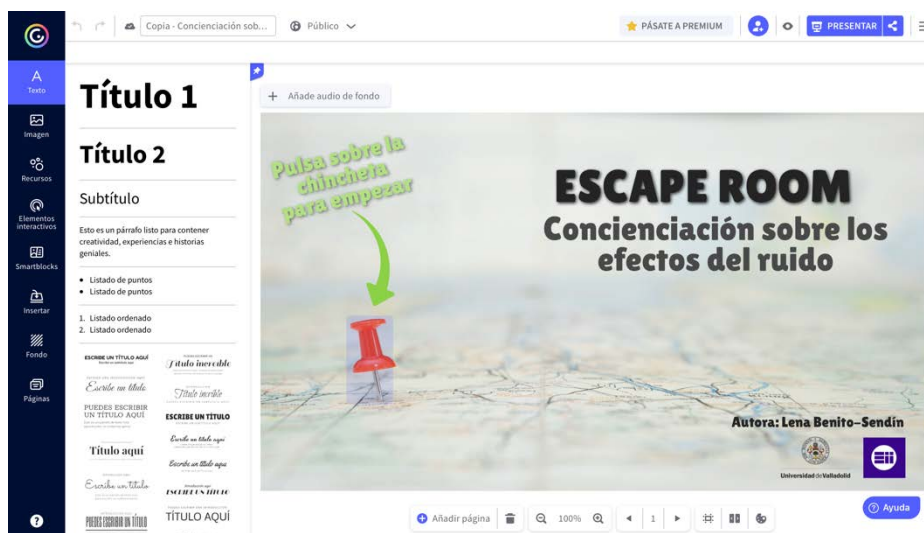 Copia - Concienciación sob...
Público
PÁSATE A PREMIUM
PRESENTAR
Texto
Imagen
Recursos
Elementos
interactivos
Smartblocks
Insertar
Fondo
Páginas
Título 1
Título 2
Subtítulo
Esto es un párrafo listo para contener
creatividad, experiencias e historias
geniales.
• Listado de puntos
• Listado de puntos
1. Listado ordenado
2. Listado ordenado
ESCRIBE UN TÍTULO AQUÍ
Título increíble
Escribe un título
Título increíble
PUEDES ESCRIBIR
UN TÍTULO AQUÍ
ESCRIBE UN TÍTULO
Título aquí
Escribe un título aquí
Escribe un título aquí
Escribe un título
ESCRIBE UN TÍTULO
PUEDES ESCRIBIR UN TÍTULO
TÍTULO AQUÍ
+ Añade audio de fondo
Pulsa sobre la
chincheta
para empezar
ESCAPE ROOM
Concienciación sobre los
efectos del ruido
Autora: Lena Benito-Sendín
Universidad de Valladolid
Añadir página
100%
1
Ayuda